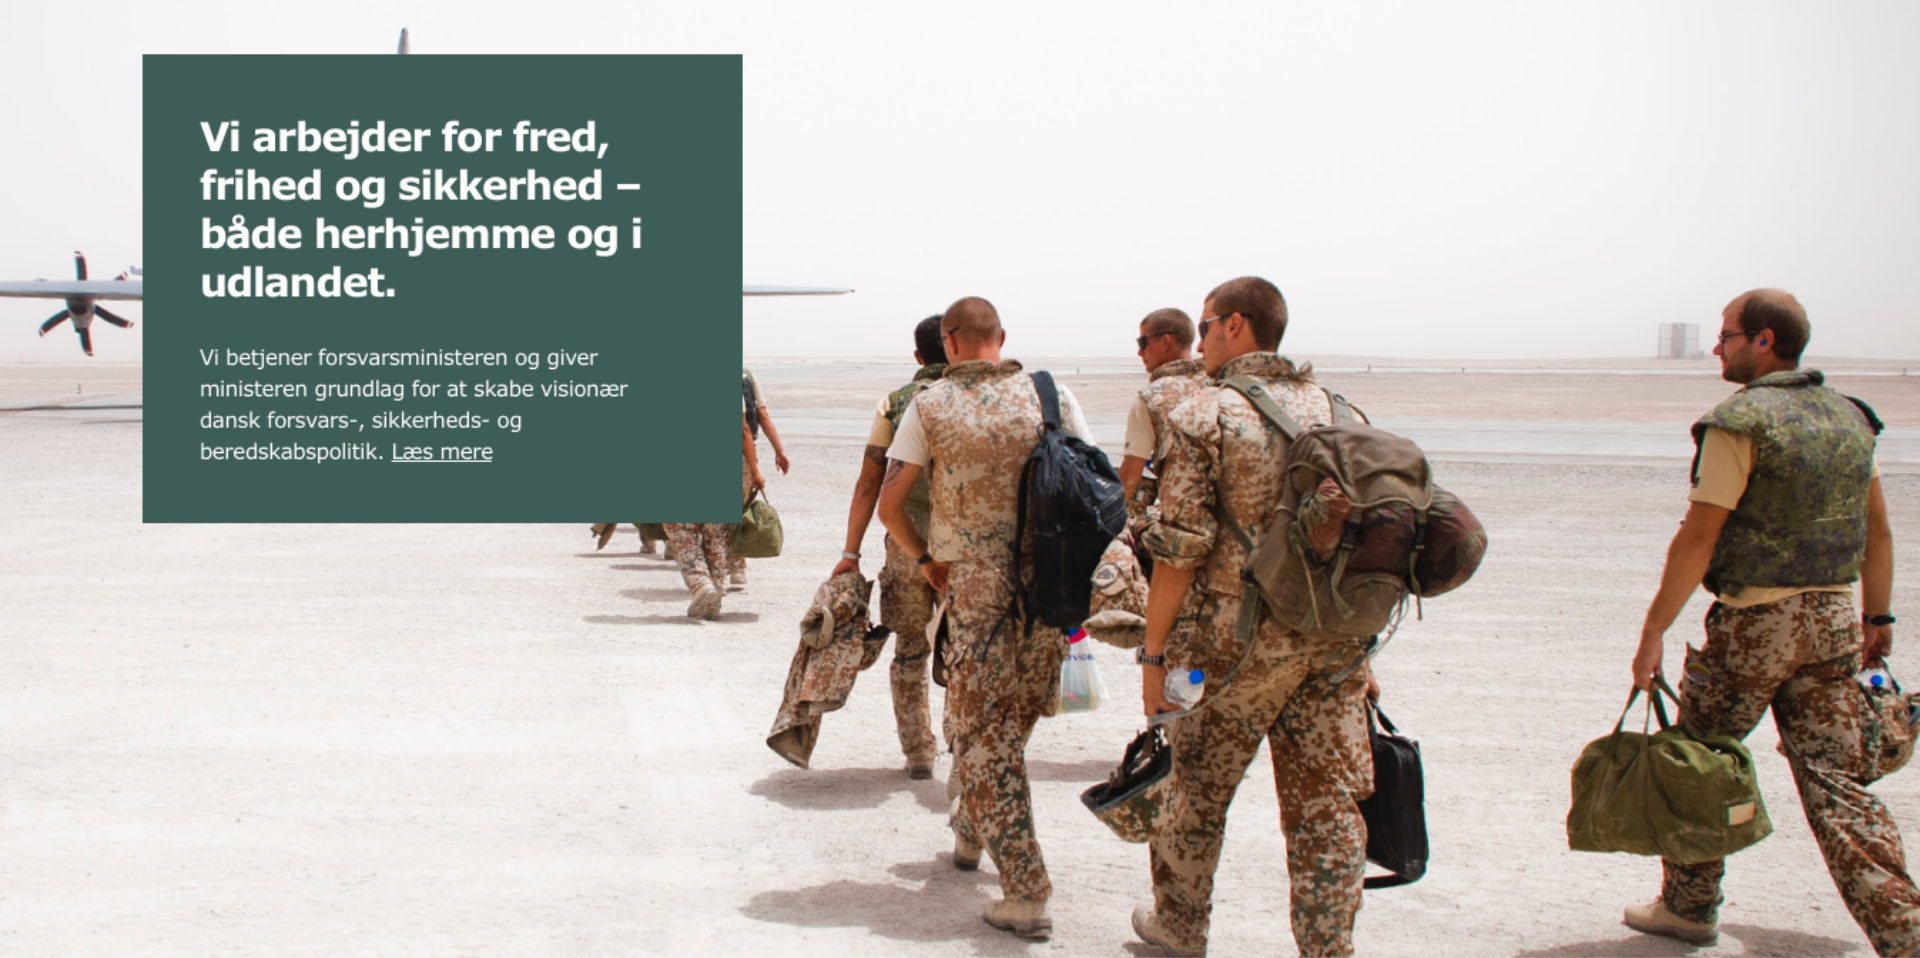 Vi arbejder for fred,
frihed og sikkerhed –
både herhjemme og i
udlandet.
Vi betjener forsvarsministeren og giver
ministeren grundlag for at skabe visionær
dansk forsvars-, sikkerheds- og
beredskabspolitik. Læs mere